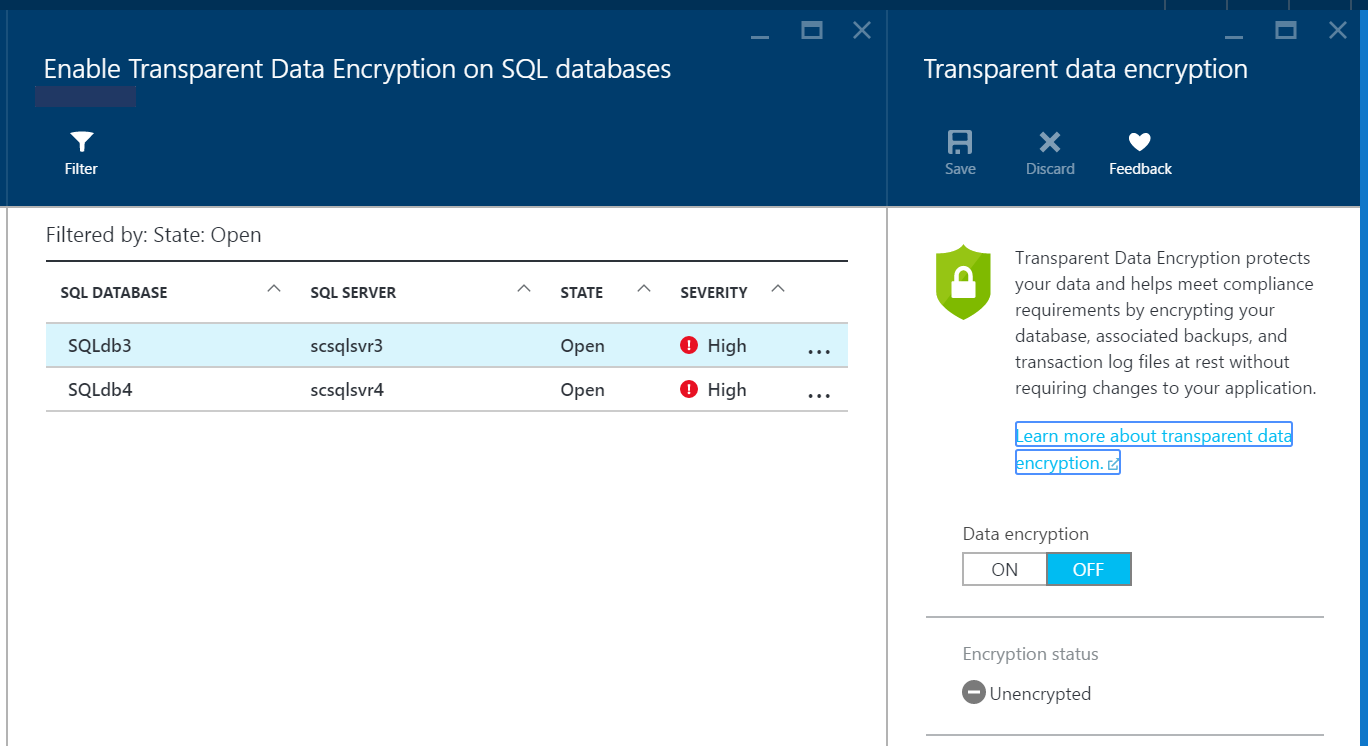 Enable Transparent Data Encryption on SQL databases
Filter
Filtered by: State: Open
SQL DATABASE SQL SERVER STATE SEVERITY
SQLdb3 scsqlsvr3 Open High ...
SQLdb4 scsqlsvr4 Open High ...
Transparent data encryption
Save Discard Feedback
Transparent Data Encryption protects
your data and helps meet compliance
requirements by encrypting your
database, associated backups, and
transaction log files at rest without
requiring changes to your application.
Learn more about transparent data
encryption.
Data encryption
ON OFF
Encryption status
Unencrypted